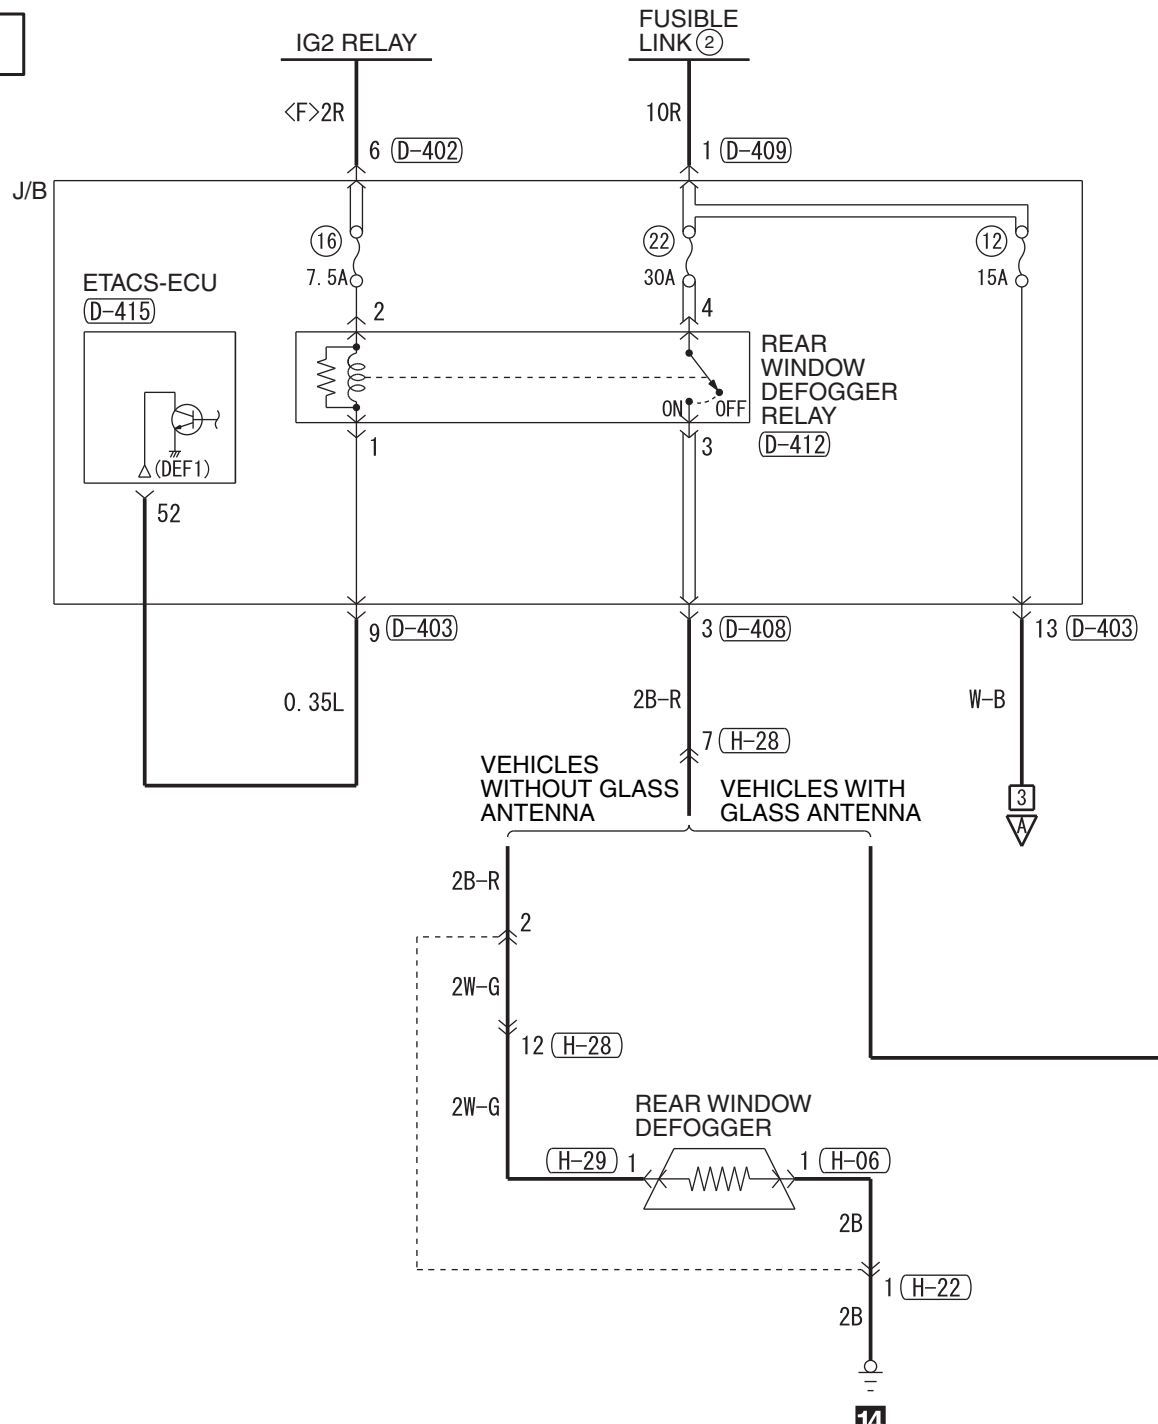 IG2 RELAY
FUSIBLE
LINK ②
<F>2R
10R
6 D-402
1 D-409
J/B
⑯
7.5A
㉒
30A
⑫
15A
ETACS-ECU
D-415
2
4
REAR
WINDOW
DEFOGGER
RELAY
D-412
ON
OFF
(DEF1)
1
3
52
9 D-403
3 D-408
13 D-403
0.35L
2B-R
W-B
7 H-28
VEHICLES
WITHOUT GLASS
ANTENNA
VEHICLES WITH
GLASS ANTENNA
3
A
2B-R
2
2W-G
12 H-28
2W-G
REAR WINDOW
DEFOGGER
H-29 1
1 H-06
2B
1 H-22
2B
14